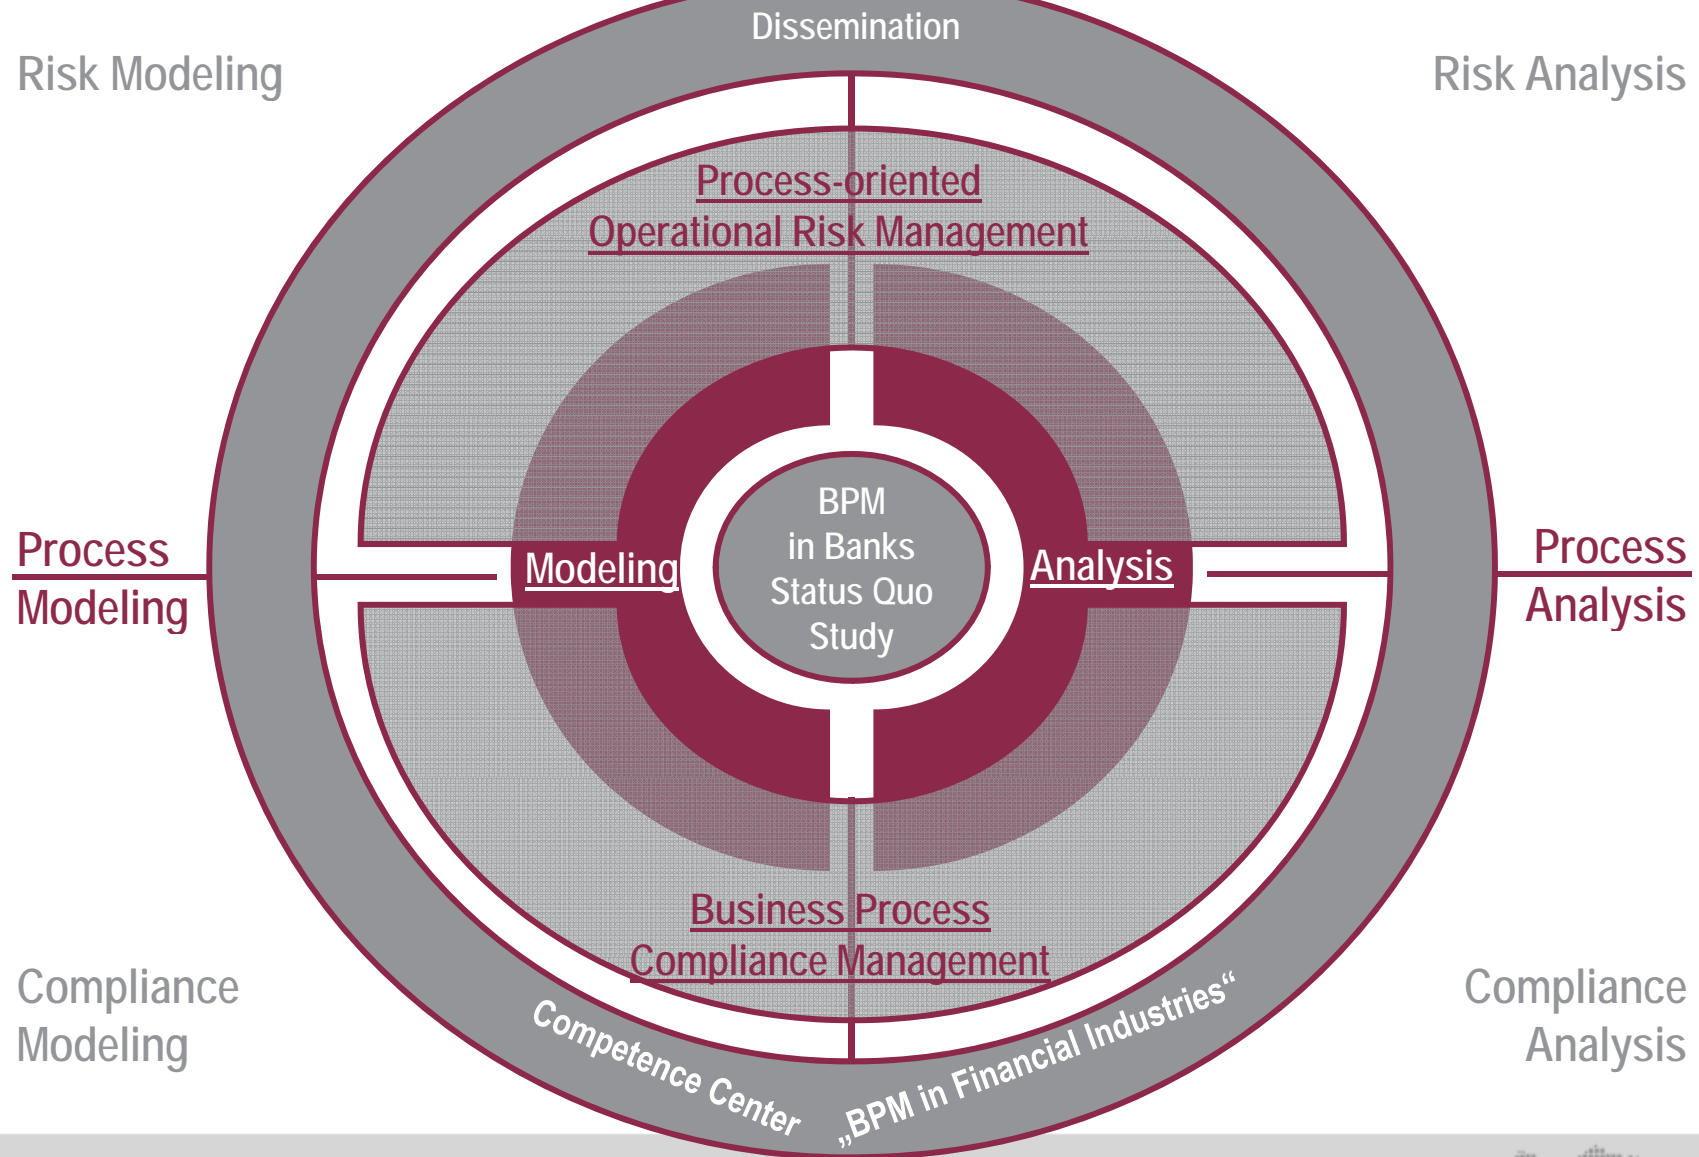 Dissemination
Risk Modeling
Risk Analysis
Process-oriented
Operational Risk Management
BPM
in Banks
Status Quo
Study
Modeling
Analysis
Process
Modeling
Process
Analysis
Business Process
Compliance Management
Compliance
Modeling
Compliance
Analysis
Competence Center „BPM in Financial Industries“